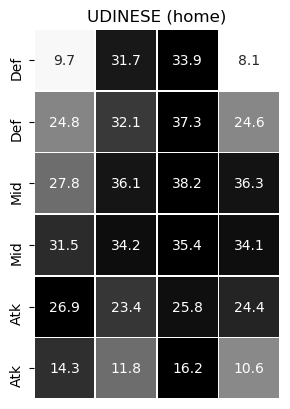 UDINESE (home)
Def 9.7 31.7 33.9 8.1
Def 24.8 32.1 37.3 24.6
Mid 27.8 36.1 38.2 36.3
Mid 31.5 34.2 35.4 34.1
Atk 26.9 23.4 25.8 24.4
Atk 14.3 11.8 16.2 10.6